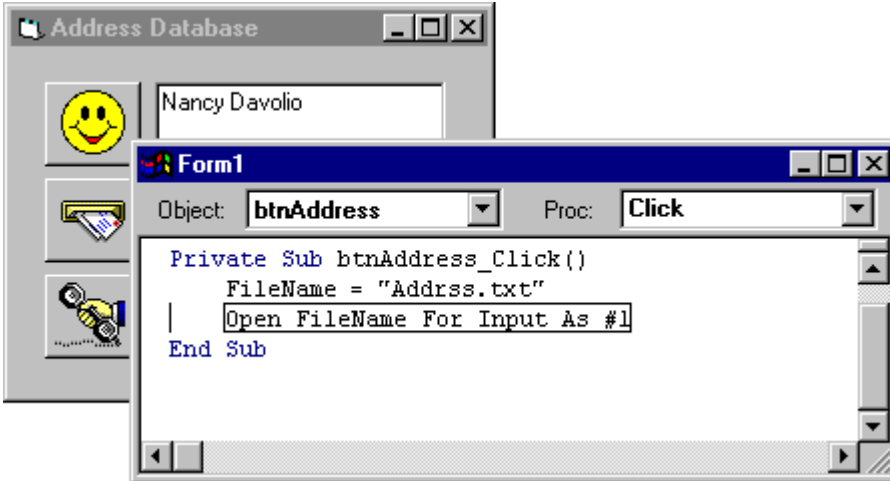 Address Database
Nancy Davolio
Form1
Object: btnAddress Proc: Click
Private Sub btnAddress_Click()
FileName = "Addrss.txt"
Open FileName For Input As #1
End Sub